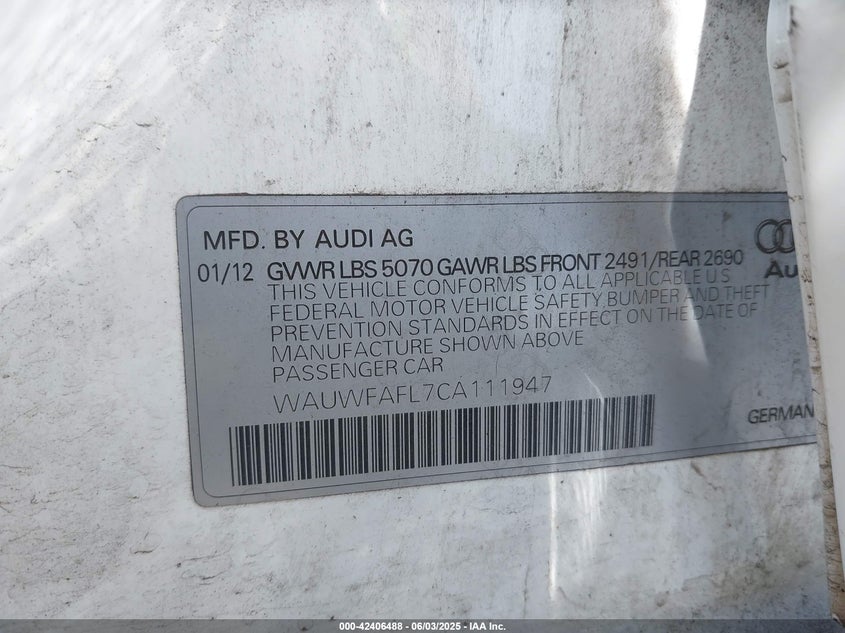 MFD. BY AUDI AG
01/12 GVWR LBS 5070 GAWR LBS FRONT 2491/REAR 2690
THIS VEHICLE CONFORMS TO ALL APPLICABLE U S
FEDERAL MOTOR VEHICLE SAFETY BUMPER AND THEFT
PREVENTION STANDARDS IN EFFECT ON THE DATE OF
MANUFACTURE SHOWN ABOVE
PASSENGER CAR
WAUWFAFL7CA111947
Au
GERMAN
000-42406488 - 06/03/2025 - IAA Inc.